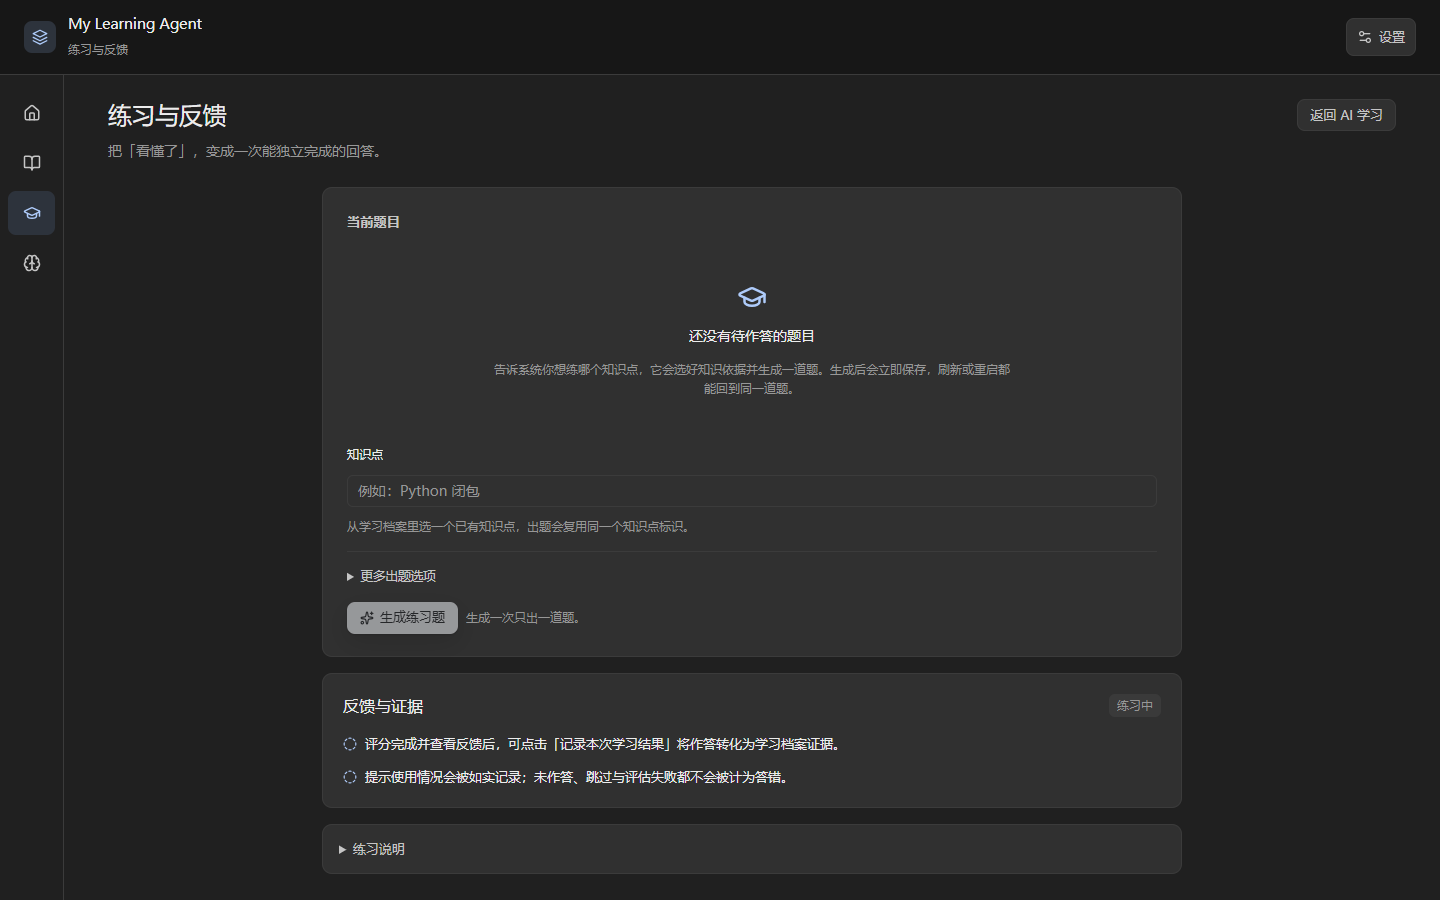 My Learning Agent
练习与反馈
设置
练习与反馈
返回 AI 学习
把「看懂了」，变成一次能独立完成的回答。
当前题目
还没有待作答的题目
告诉系统你想练哪个知识点，它会选好知识依据并生成一道题。生成后会立即保存，刷新或重启都
能回到同一道题。
知识点
例如：Python 闭包
从学习档案里选一个已有知识点，出题会复用同一个知识点标识。
更多出题选项
生成练习题
生成一次只出一道题。
反馈与证据
练习中
评分完成并查看反馈后，可点击「记录本次学习结果」将作答转化为学习档案证据。
提示使用情况会被如实记录；未作答、跳过与评估失败都不会被计为答错。
练习说明